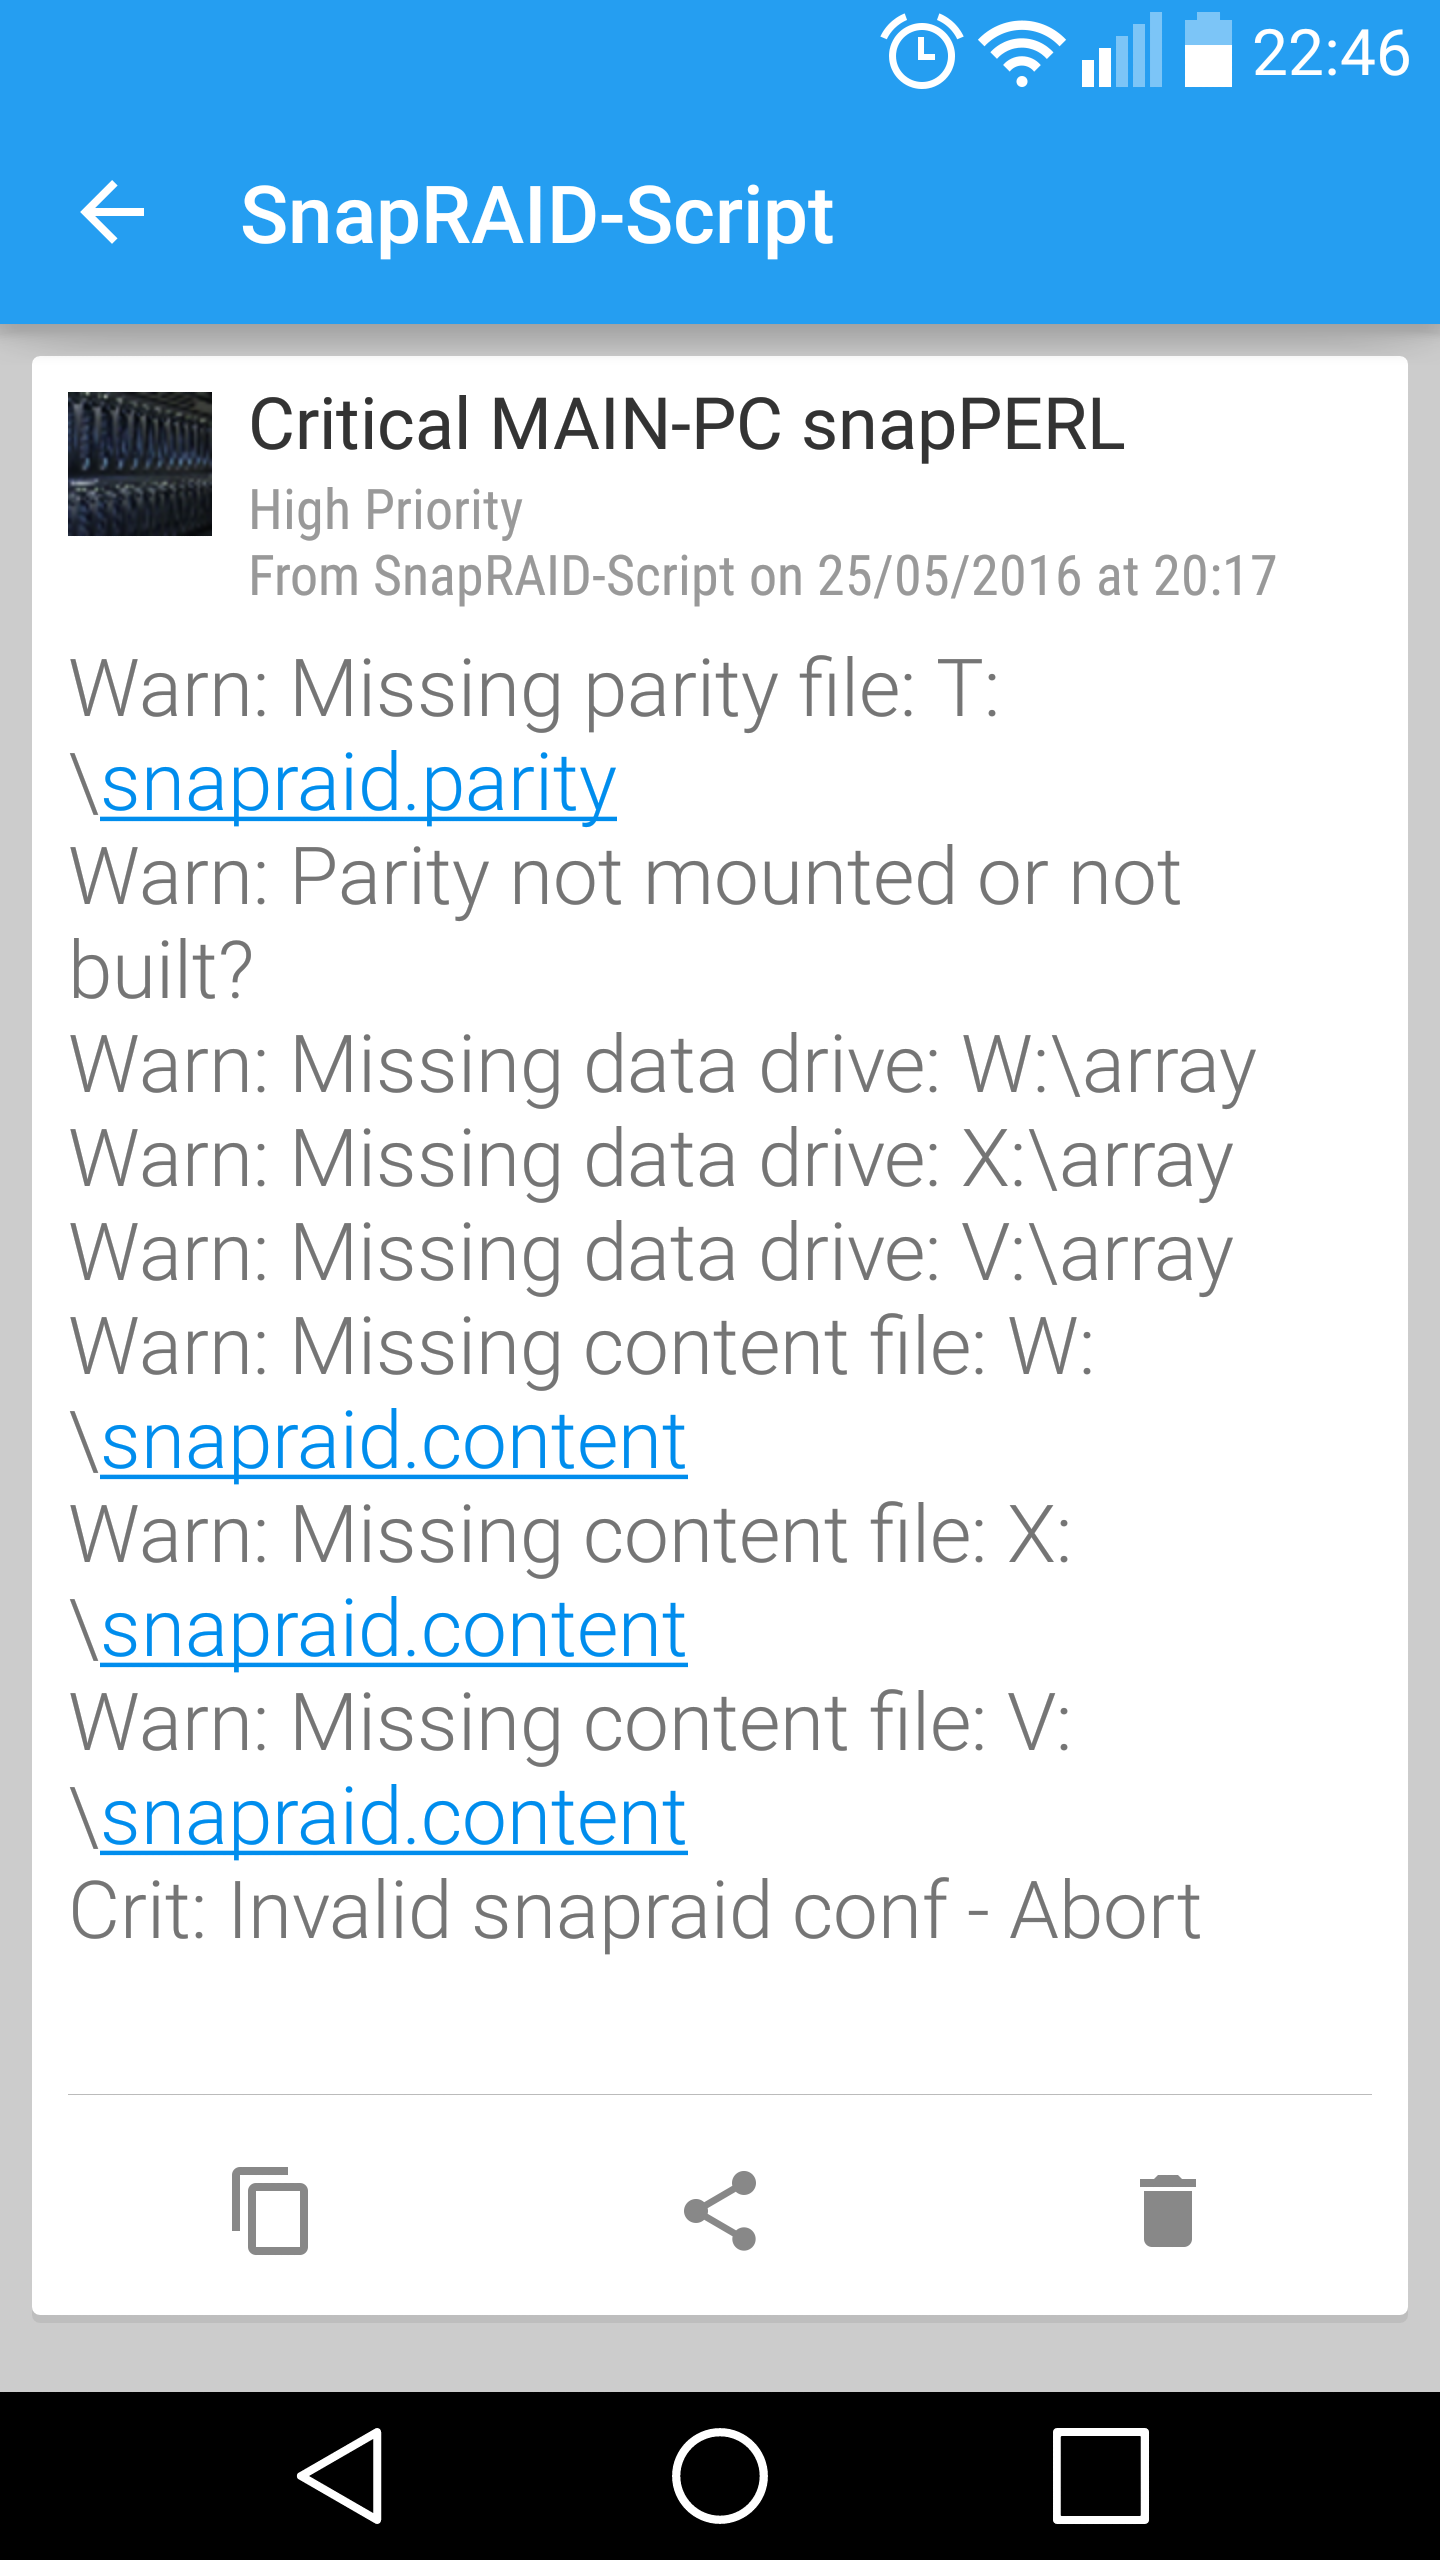 22:46
SnapRAID-Script
Critical MAIN-PC snapPERL
High Priority
From SnapRAID-Script on 25/05/2016 at 20:17
Warn: Missing parity file: T:
\snapraid.parity
Warn: Parity not mounted or not
built?
Warn: Missing data drive: W:\array
Warn: Missing data drive: X:\array
Warn: Missing data drive: V:\array
Warn: Missing content file: W:
\snapraid.content
Warn: Missing content file: X:
\snapraid.content
Warn: Missing content file: V:
\snapraid.content
Crit: Invalid snapraid conf - Abort